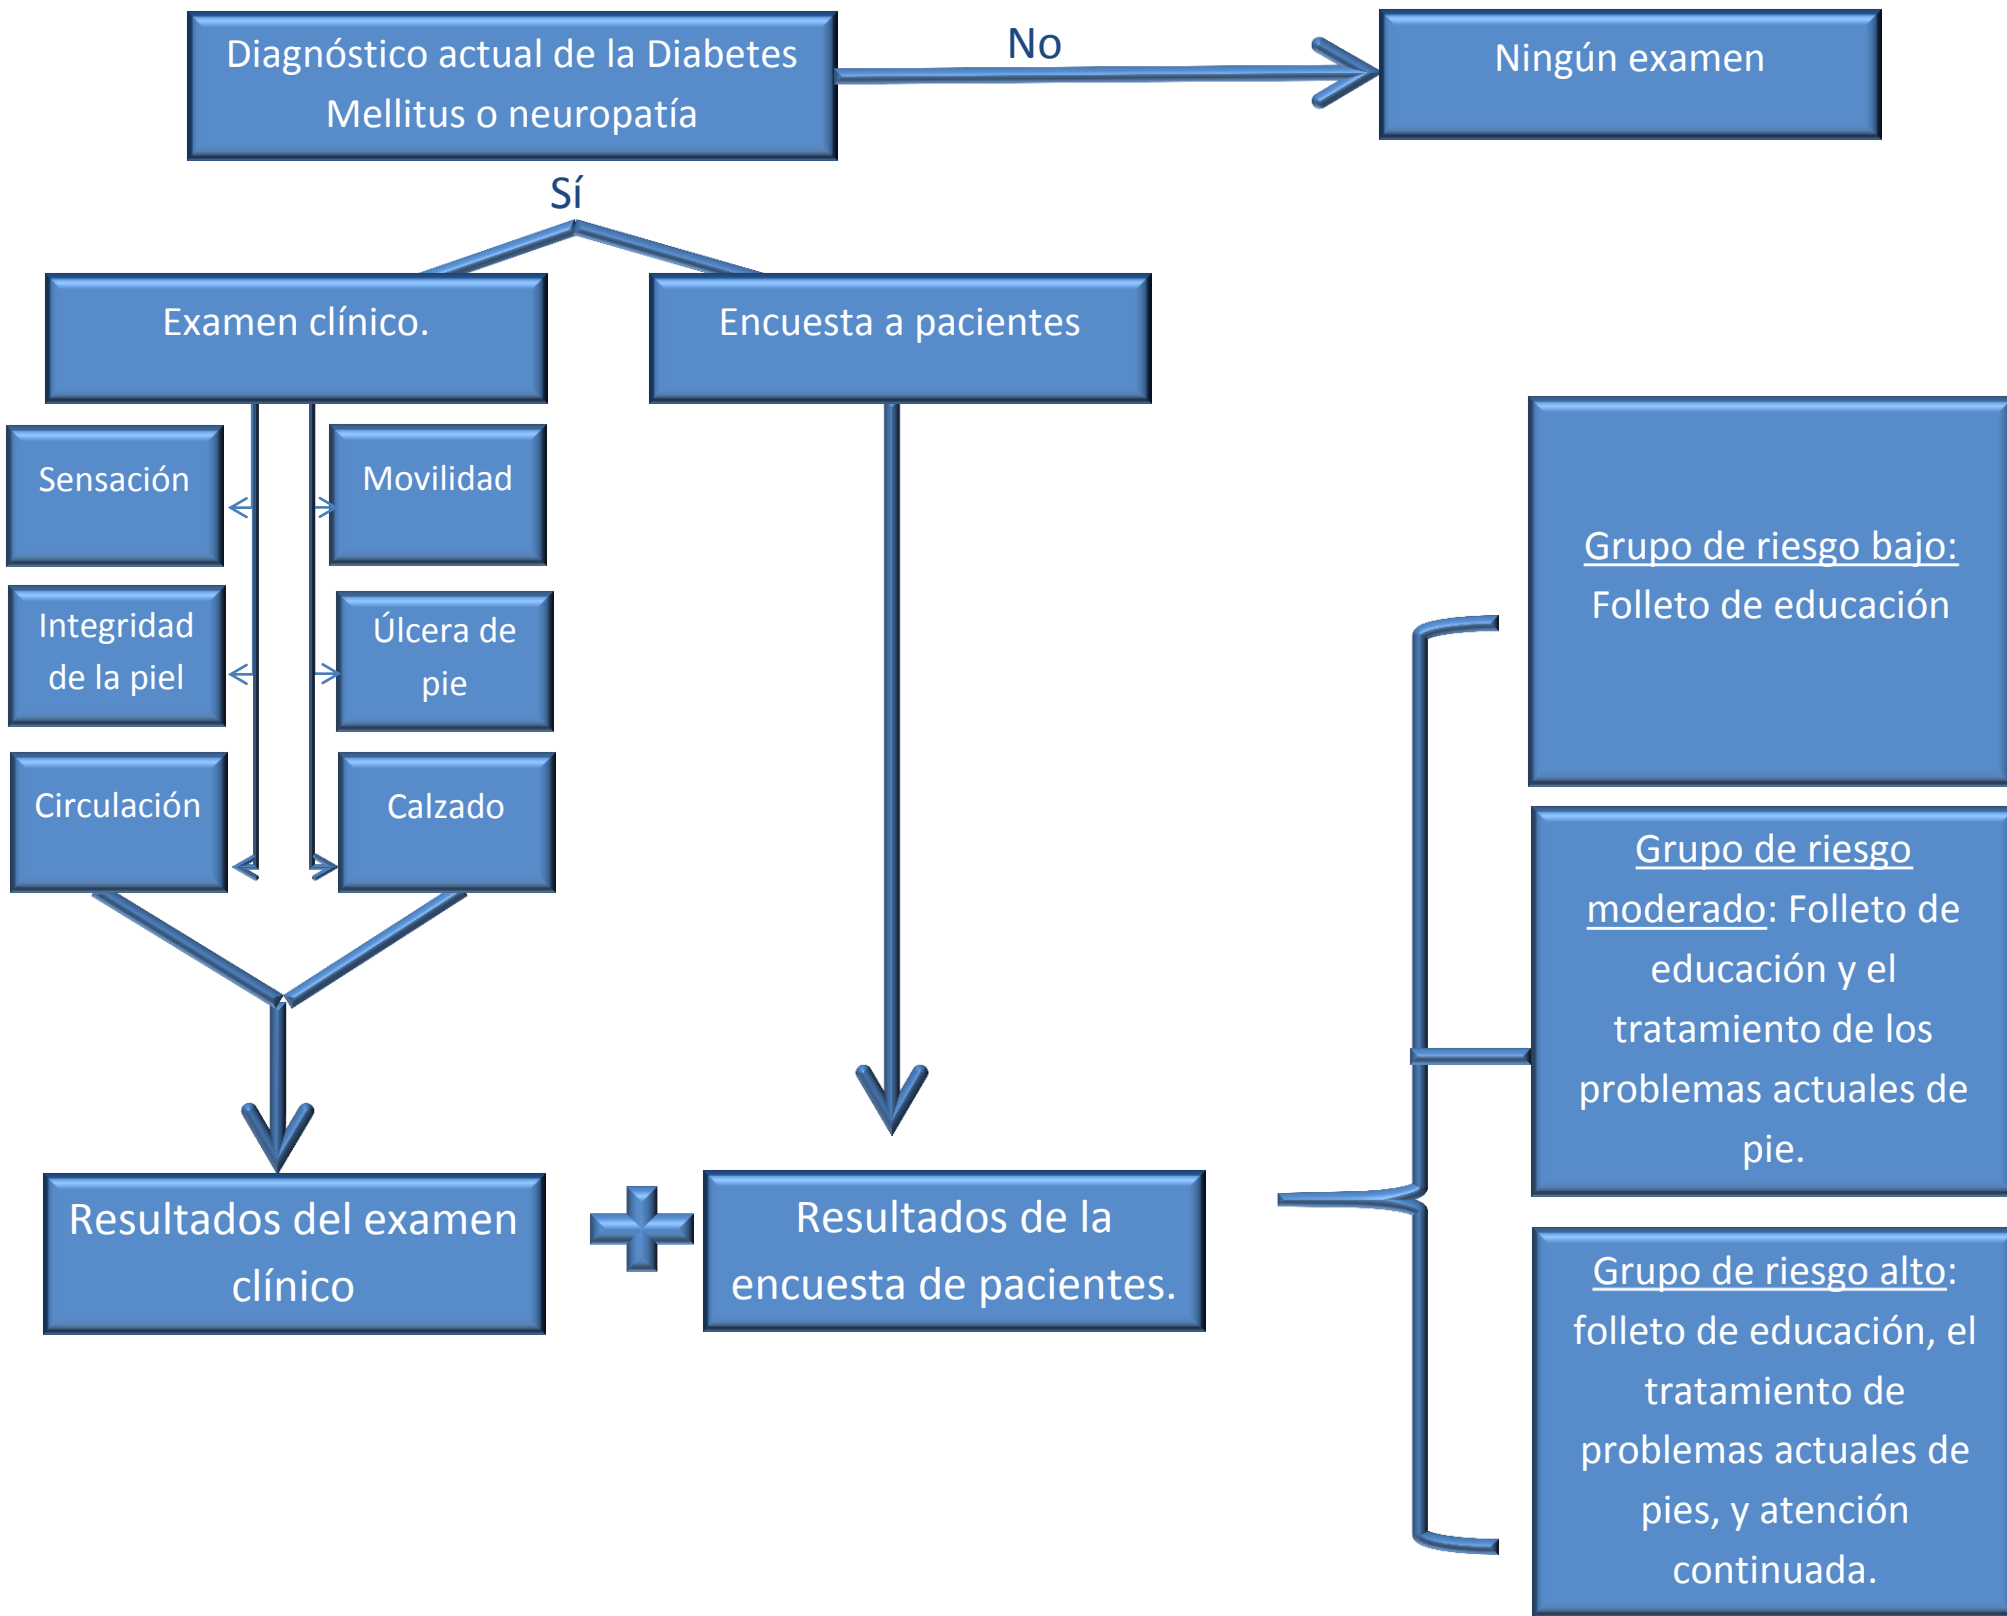 Diagnóstico actual de la Diabetes
Mellitus o neuropatía
No
Ningún examen
Sí
Examen clínico.
Encuesta a pacientes
Sensación
Movilidad
Integridad
de la piel
Úlcera de
pie
Circulación
Calzado
Resultados del examen
clínico
Resultados de la
encuesta de pacientes.
Grupo de riesgo bajo:
Folleto de educación
Grupo de riesgo
moderado: Folleto de
educación y el
tratamiento de los
problemas actuales de
pie.
Grupo de riesgo alto:
folleto de educación, el
tratamiento de
problemas actuales de
pies, y atención
continuada.